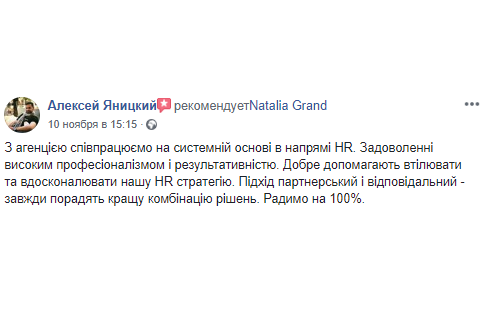 Алексей Яницкий рекомендуетNatalia Grand
10 ноября в 15:15 ·
З агенцією співпрацюємо на системній основі в напрямі HR. Задоволенні
високим професіоналізмом і результативністю. Добре допомагають втілювати
та вдосконалювати нашу HR стратегію. Підхід партнерський і відповідальний -
завжди порадять кращу комбінацію рішень. Радимо на 100%.